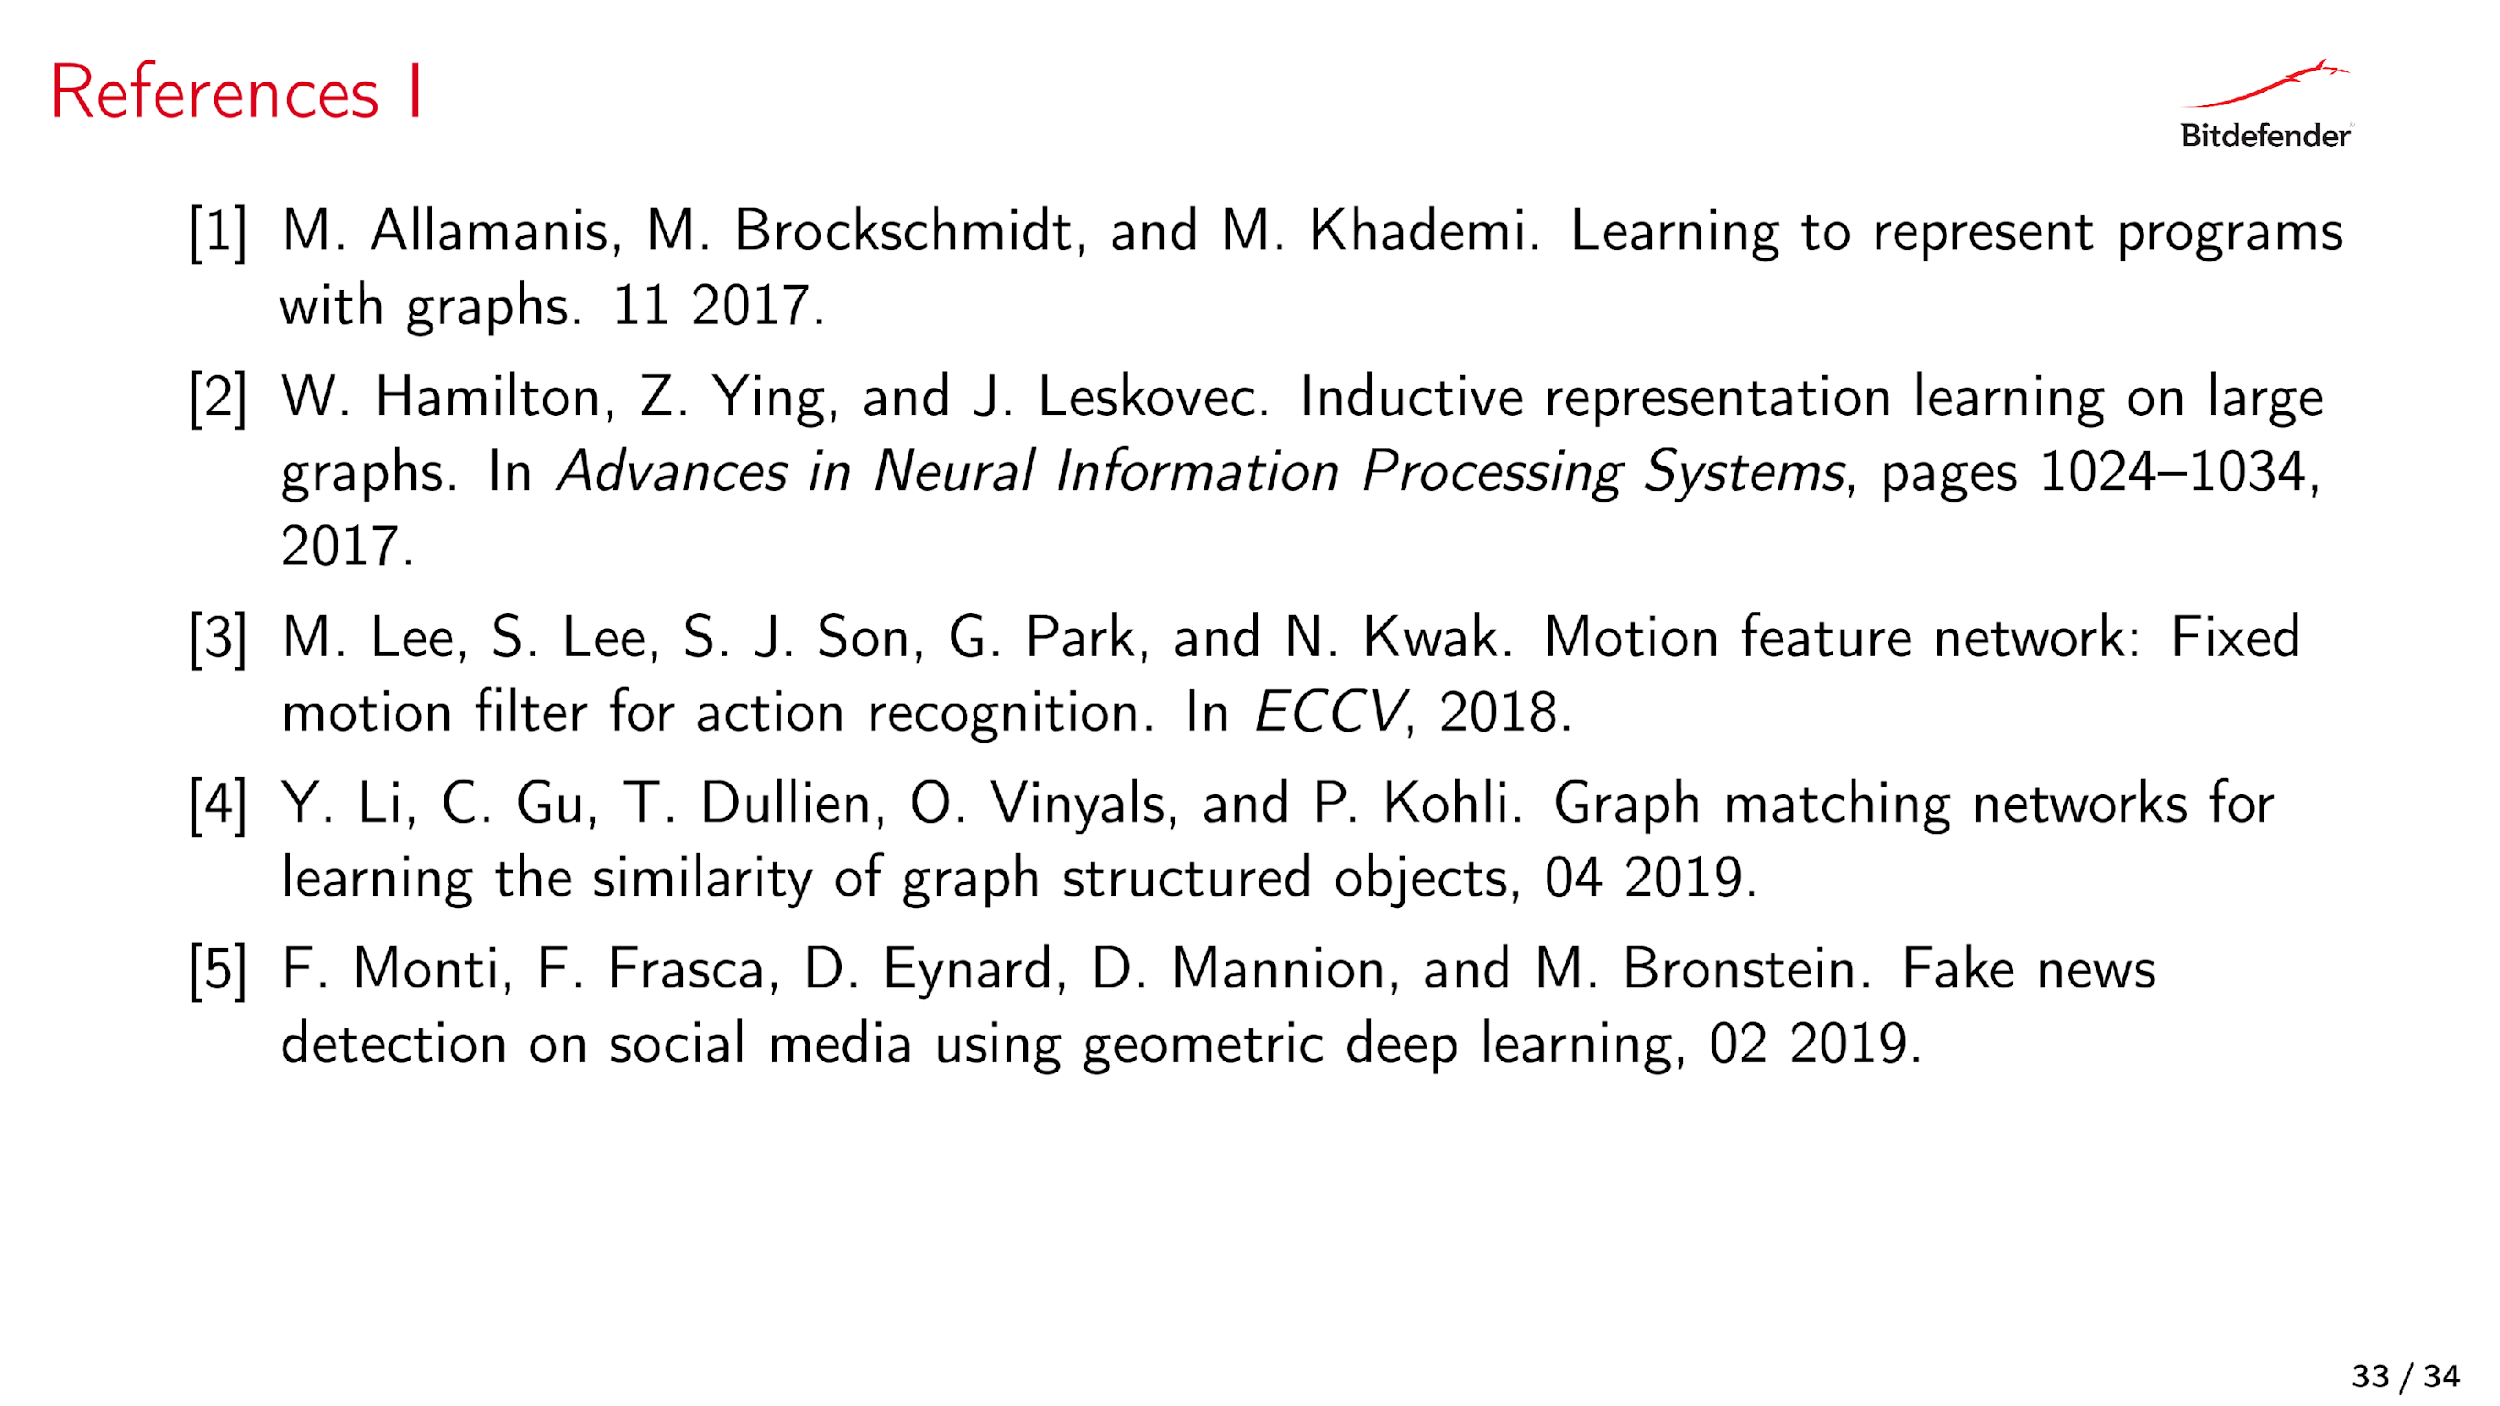 References I
Bitdefender
[1] M. Allamanis, M. Brockschmidt, and M. Khademi. Learning to represent programs
with graphs. 11 2017.
[2] W. Hamilton, Z. Ying, and J. Leskovec. Inductive representation learning on large
graphs. In Advances in Neural Information Processing Systems, pages 1024–1034,
2017.
[3] M. Lee, S. Lee, S. J. Son, G. Park, and N. Kwak. Motion feature network: Fixed
motion filter for action recognition. In ECCV, 2018.
[4] Y. Li, C. Gu, T. Dullien, O. Vinyals, and P. Kohli. Graph matching networks for
learning the similarity of graph structured objects, 04 2019.
[5] F. Monti, F. Frasca, D. Eynard, D. Mannion, and M. Bronstein. Fake news
detection on social media using geometric deep learning, 02 2019.
33 / 34